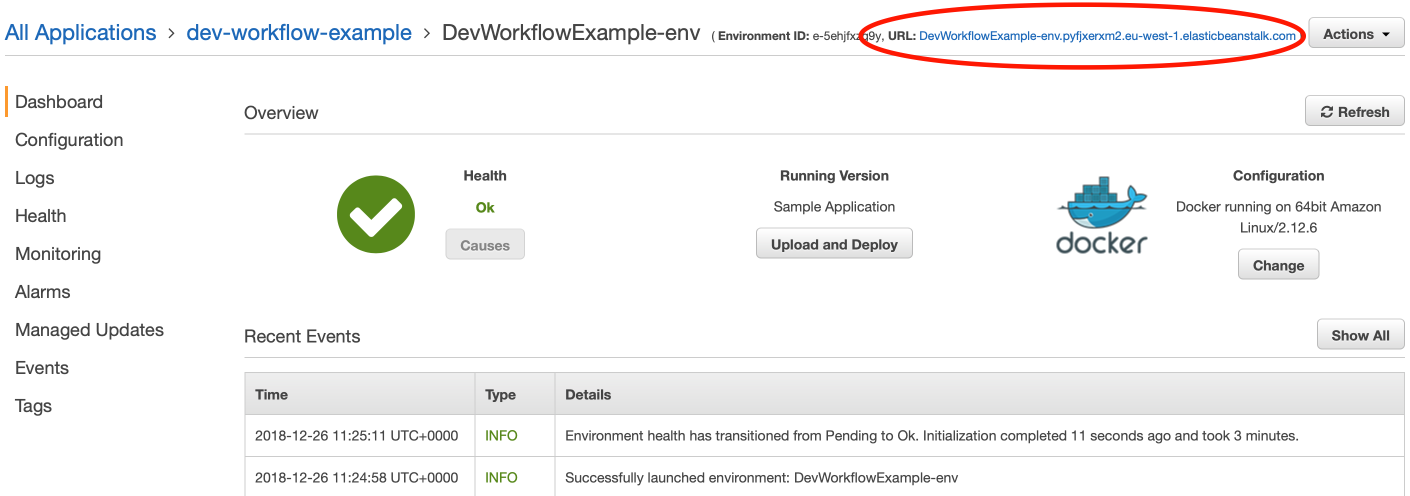 All Applications > dev-workflow-example > DevWorkflowExample-env ( Environment ID: e-5ehjfxzq9y, URL: DevWorkflowExample-env.pyfjxerxm2.eu-west-1.elasticbeanstalk.com
Actions
Dashboard
Configuration
Logs
Health
Monitoring
Alarms
Managed Updates
Events
Tags
Overview
Refresh
Health
Ok
Causes
Running Version
Sample Application
Upload and Deploy
docker
Configuration
Docker running on 64bit Amazon
Linux/2.12.6
Change
Recent Events
Show All
Time Type Details
2018-12-26 11:25:11 UTC+0000 INFO Environment health has transitioned from Pending to Ok. Initialization completed 11 seconds ago and took 3 minutes.
2018-12-26 11:24:58 UTC+0000 INFO Successfully launched environment: DevWorkflowExample-env